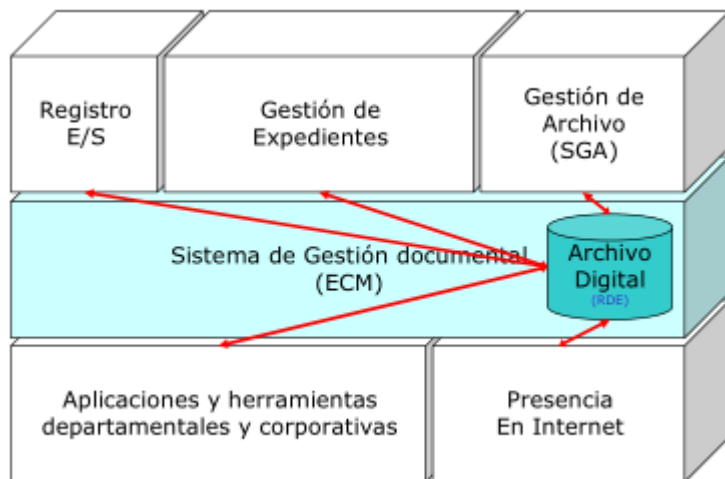 Registro
E/S
Gestión de
Expedientes
Gestión de
Archivo
(SGA)
Sistema de Gestión documental
(ECM)
Archivo
Digital
(RDE)
Aplicaciones y herramientas
departamentales y corporativas
Presencia
En Internet